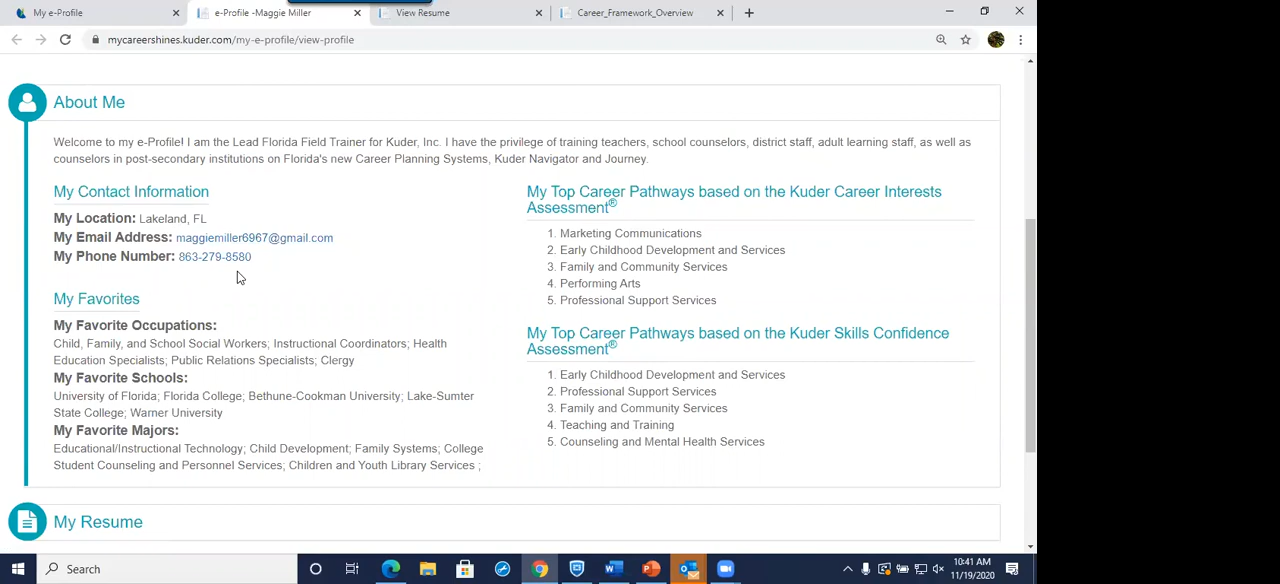 My e-Profile
e-Profile -Maggie Miller
View Resume
Career_Framework_Overview
mycareershines.kuder.com/my-e-profile/view-profile
About Me
Welcome to my e-Profile! I am the Lead Florida Field Trainer for Kuder, Inc. I have the privilege of training teachers, school counselors, district staff, adult learning staff, as well as
counselors in post-secondary institutions on Florida's new Career Planning Systems, Kuder Navigator and Journey.
My Contact Information
My Location: Lakeland, FL
My Email Address: maggiemiller6967@gmail.com
My Phone Number: 863-279-8580
My Favorites
My Favorite Occupations:
Child, Family, and School Social Workers; Instructional Coordinators; Health
Education Specialists; Public Relations Specialists; Clergy
My Favorite Schools:
University of Florida; Florida College; Bethune-Cookman University; Lake-Sumter
State College; Warner University
My Favorite Majors:
Educational/Instructional Technology; Child Development; Family Systems; College
Student Counseling and Personnel Services; Children and Youth Library Services ;
My Top Career Pathways based on the Kuder Career Interests
Assessment®
1. Marketing Communications
2. Early Childhood Development and Services
3. Family and Community Services
4. Performing Arts
5. Professional Support Services
My Top Career Pathways based on the Kuder Skills Confidence
Assessment®
1. Early Childhood Development and Services
2. Professional Support Services
3. Family and Community Services
4. Teaching and Training
5. Counseling and Mental Health Services
My Resume
Search
10:41 AM
11/19/2020